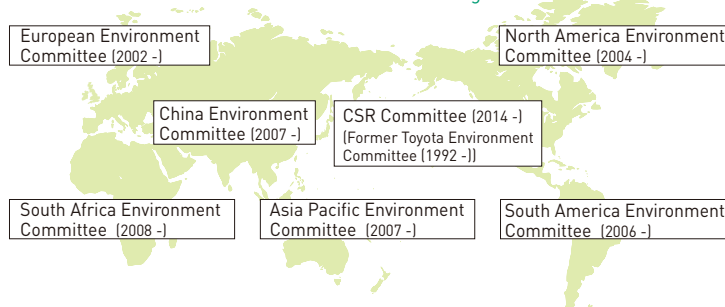 European Environment
Committee (2002 -)
North America Environment
Committee (2004 -)
China Environment
Committee (2007 -)
CSR Committee (2014 -)
(Former Toyota Environment
Committee (1992 -))
South Africa Environment
Committee (2008 -)
Asia Pacific Environment
Committee (2007 -)
South America Environment
Committee (2006 -)